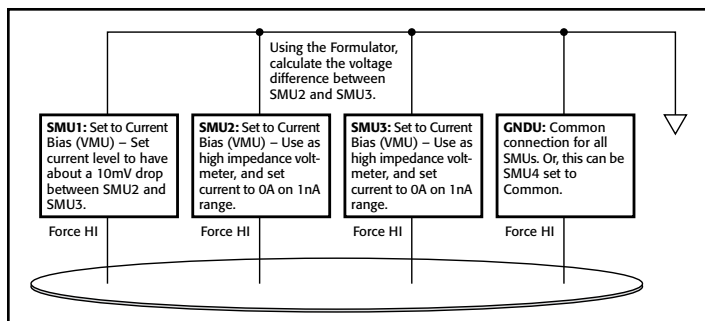 Using the Formulator,
calculate the voltage
difference between
SMU2 and SMU3.
SMU1: Set to Current
Bias (VMU) – Set
current level to have
about a 10mV drop
between SMU2 and
SMU3.
SMU2: Set to Current
Bias (VMU) – Use as
high impedance volt-
meter, and set
current to 0A on 1nA
range.
SMU3: Set to Current
Bias (VMU) – Use as
high impedance volt-
meter, and set
current to 0A on 1nA
range.
GNDU: Common
connection for all
SMUs. Or, this can be
SMU4 set to
Common.
Force HI
Force HI
Force HI
Force HI